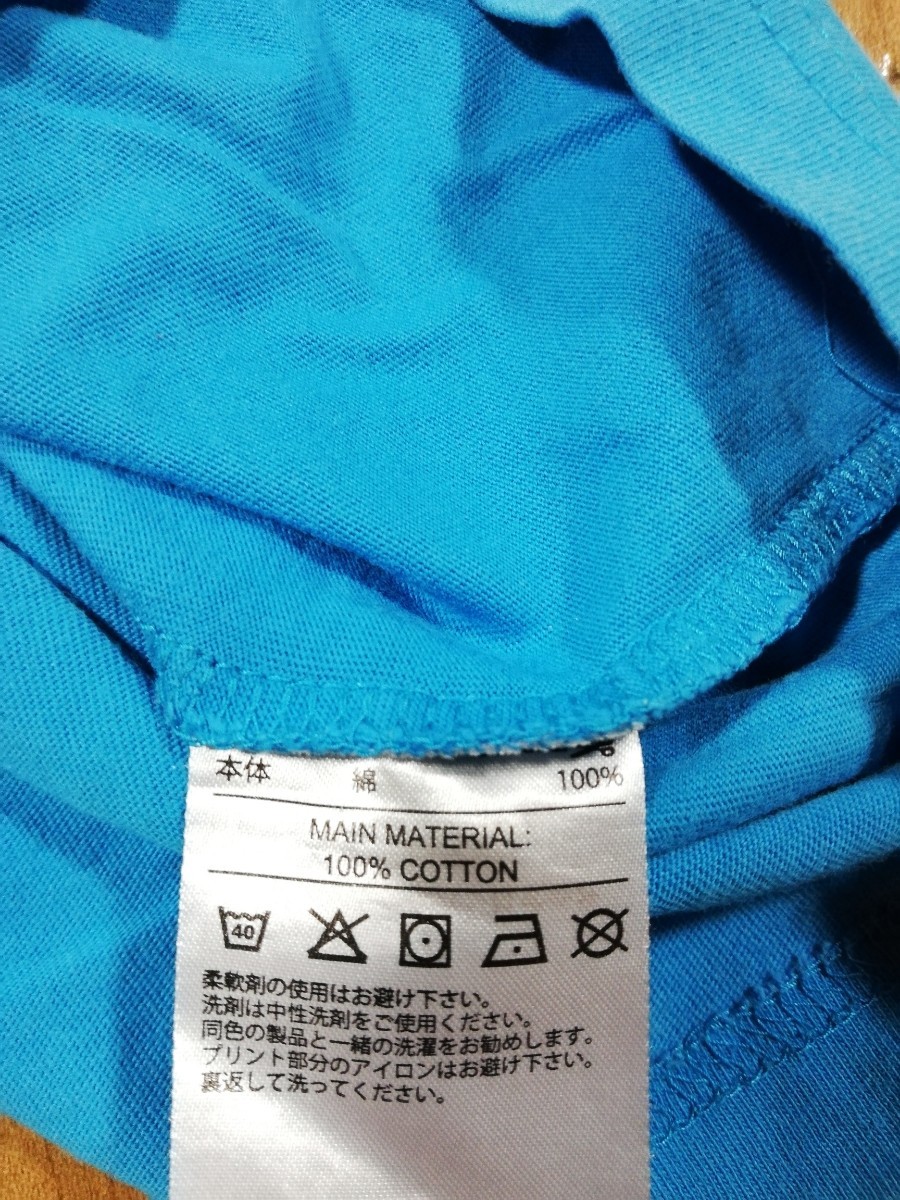 本体 綿 100%
MAIN MATERIAL:
100% COTTON
40
柔軟剤の使用はお避け下さい。
洗剤は中性洗剤をご使用ください。
同色の製品と一緒の洗濯をお勧めします。
プリント部分のアイロンはお避け下さい。
裏返して洗ってください。